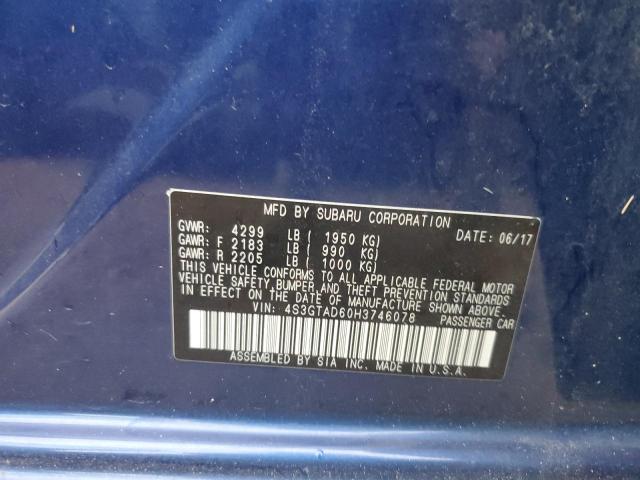 MFD BY SUBARU CORPORATION
GVWR: 4299 LB ( 1950 KG) DATE: 06/17
GAWR: F 2183 LB ( 990 KG)
GAWR: R 2205 LB ( 1000 KG)
THIS VEHICLE CONFORMS TO ALL APPLICABLE FEDERAL MOTOR
VEHICLE SAFETY, BUMPER, AND THEFT PREVENTION STANDARDS
IN EFFECT ON THE DATE OF MANUFACTURE SHOWN ABOVE.
VIN: 4S3GTAD60H3746078 PASSENGER CAR
ASSEMBLED BY SIA INC. MADE IN U.S.A.